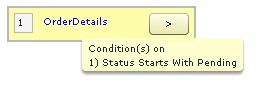 1 OrderDetails >
Condition(s) on
1) Status Starts With Pending